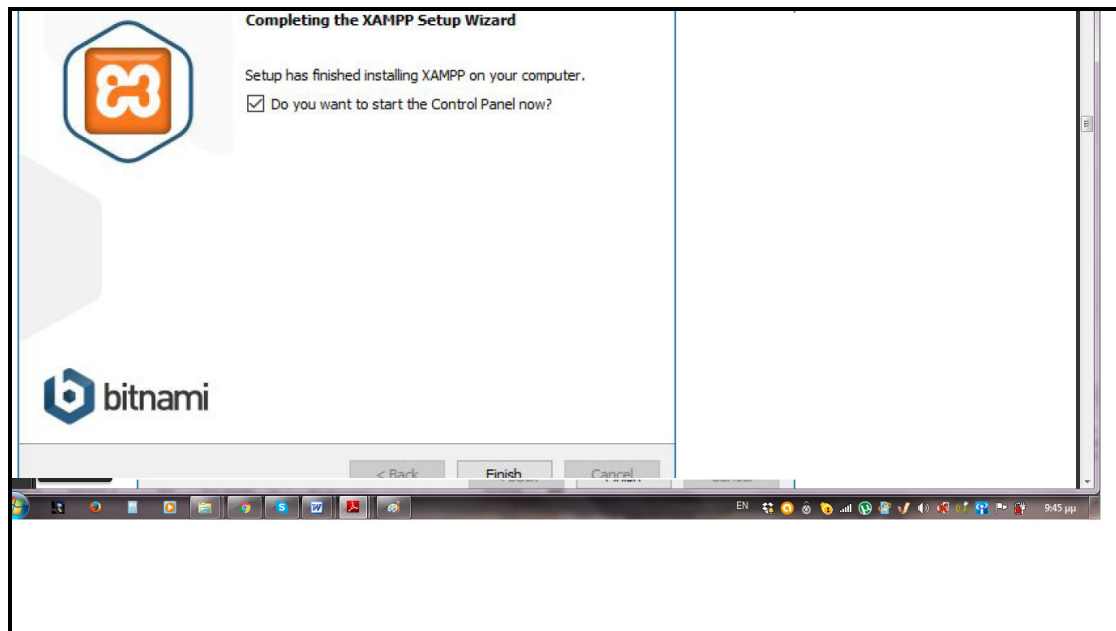 Completing the XAMPP Setup Wizard
Setup has finished installing XAMPP on your computer.
Do you want to start the Control Panel now?
bitnami
< Back Finish Cancel
EN 9:45 μμ